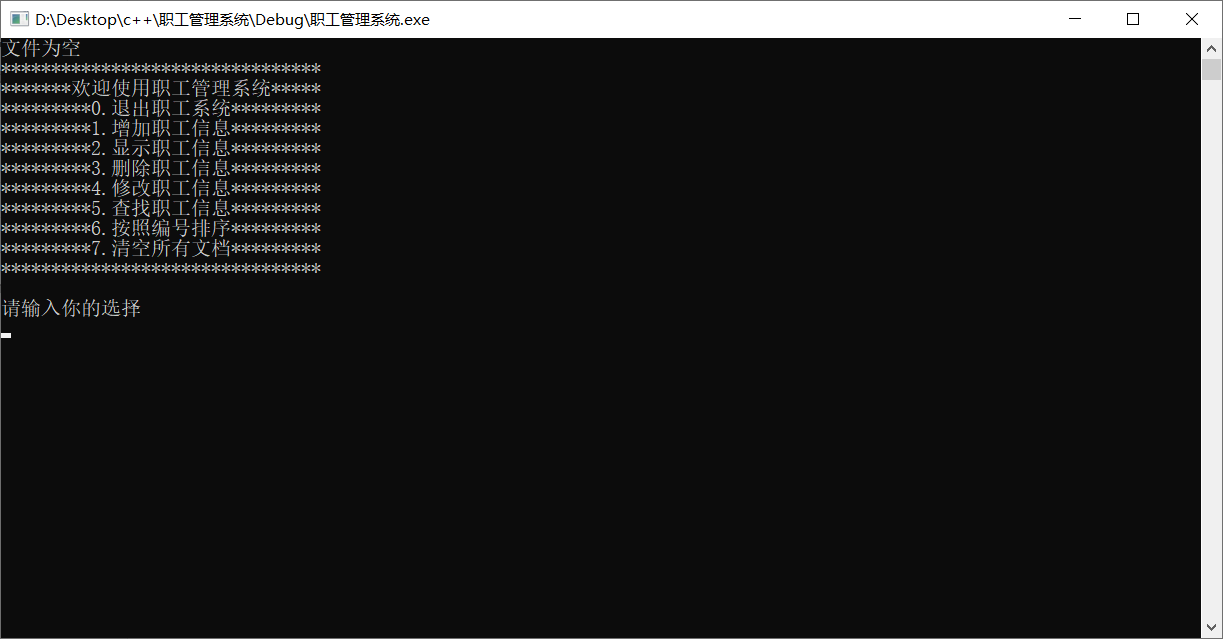 D:\Desktop\c++\职工管理系统\Debug\职工管理系统.exe
文件为空
********************************
*******欢迎使用职工管理系统*****
*********0.退出职工系统*********
*********1.增加职工信息*********
*********2.显示职工信息*********
*********3.删除职工信息*********
*********4.修改职工信息*********
*********5.查找职工信息*********
*********6.按照编号排序*********
*********7.清空所有文档*********
********************************
请输入你的选择